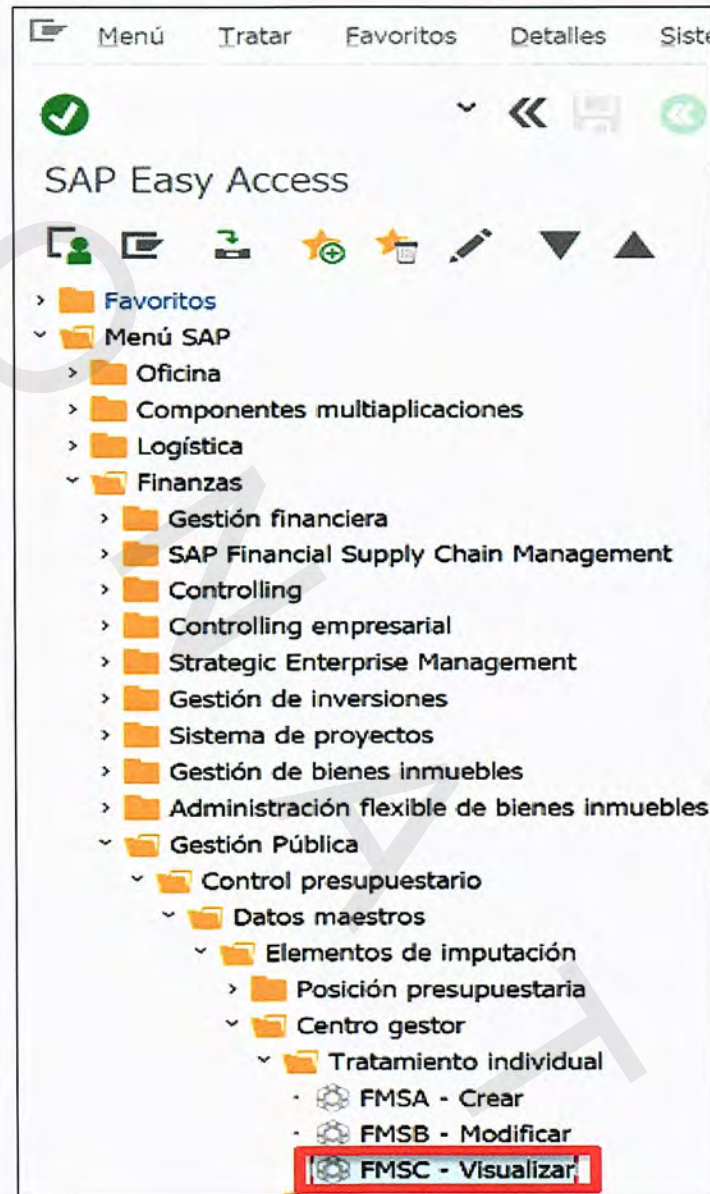 Menú Tratar Favoritos Detalles Siste
SAP Easy Access
Favoritos
Menú SAP
Oficina
Componentes multiaplicaciones
Logística
Finanzas
Gestión financiera
SAP Financial Supply Chain Management
Controlling
Controlling empresarial
Strategic Enterprise Management
Gestión de inversiones
Sistema de proyectos
Gestión de bienes inmuebles
Administración flexible de bienes inmuebles
Gestión Pública
Control presupuestario
Datos maestros
Elementos de imputación
Posición presupuestaria
Centro gestor
Tratamiento individual
FMSA - Crear
FMSB - Modificar
FMSC - Visualizar